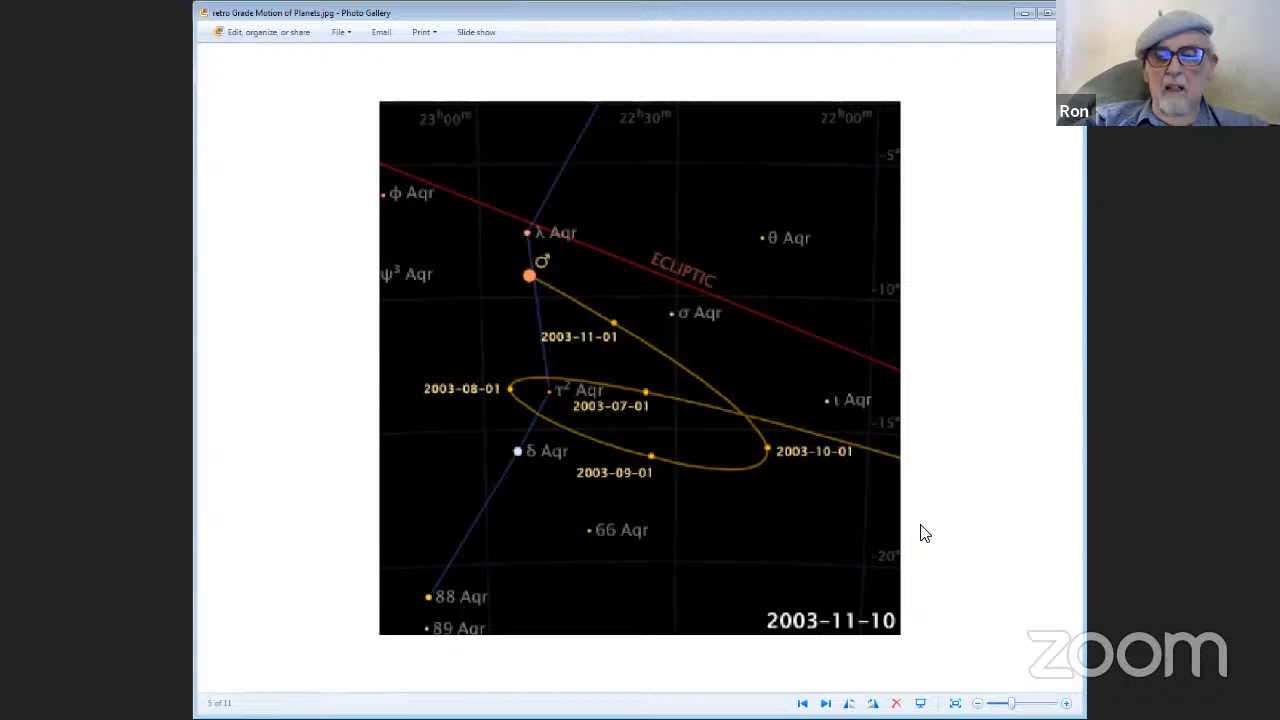 retro Grade Motion of Planets.jpg - Photo Gallery
Edit, organize, or share File Email Print Slide show
Ron
23h00m 22h30m 22h00m
-5°
φ Aqr
λ Aqr
θ Aqr
♂
ψ3 Aqr
ECLIPTIC
-10°
σ Aqr
2003-11-01
2003-08-01
τ2 Aqr
ι Aqr
2003-07-01
-15°
δ Aqr
2003-10-01
2003-09-01
66 Aqr
-20°
88 Aqr
2003-11-10
89 Aqr
zoom
5 of 11